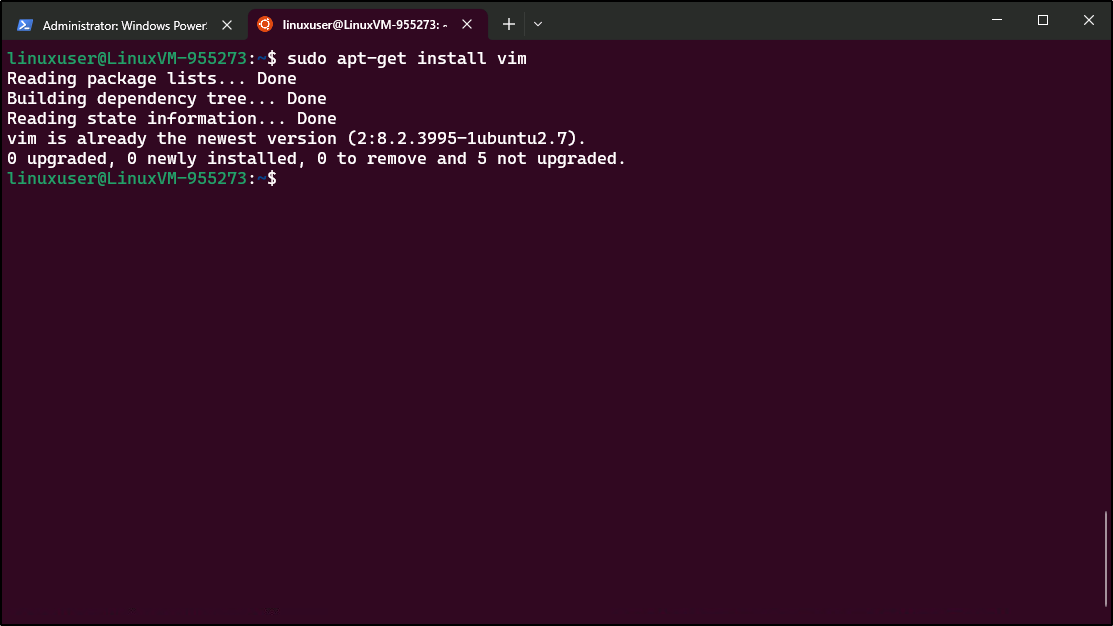 Administrator: Windows Power
linuxuser@LinuxVM-955273: ~
linuxuser@LinuxVM-955273:~$ sudo apt-get install vim
Reading package lists... Done
Building dependency tree... Done
Reading state information... Done
vim is already the newest version (2:8.2.3995-1ubuntu2.7).
0 upgraded, 0 newly installed, 0 to remove and 5 not upgraded.
linuxuser@LinuxVM-955273:~$